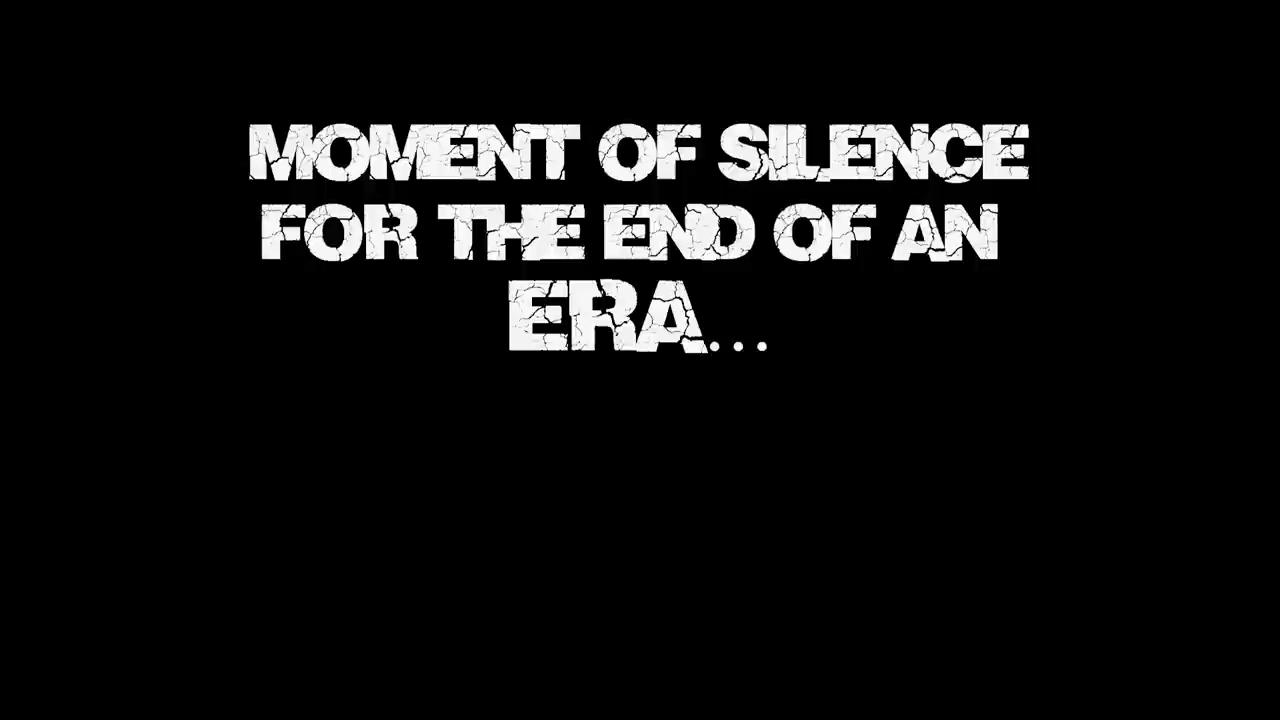 MOMENT OF SILENCE
FOR THE END OF AN
ERA...